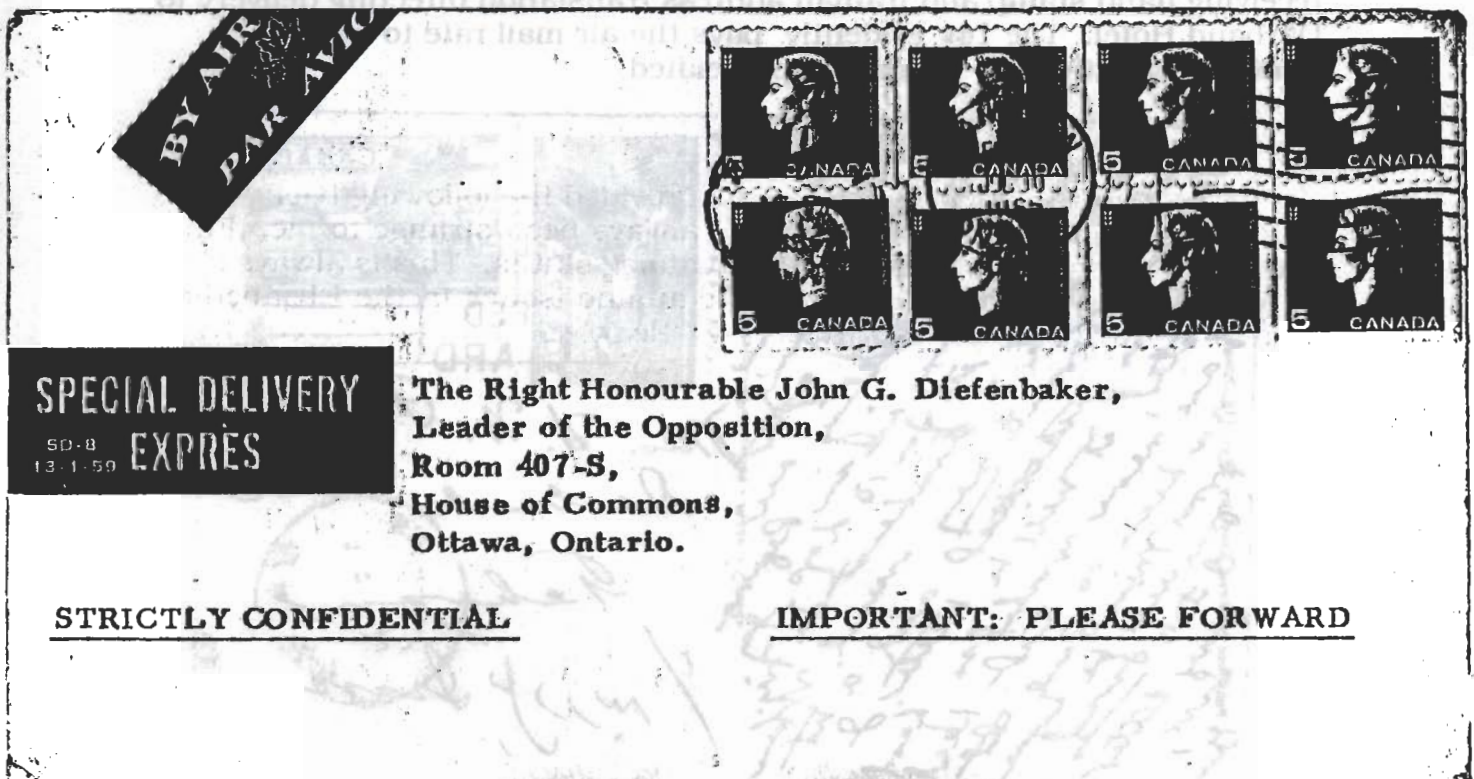 BY AIR
PAR AVIO
5 CANADA
5 CANADA
5 CANADA
5 CANADA
5 CANADA
5 CANADA
5 CANADA
5 CANADA
SPECIAL DELIVERY
SD-8
13-1-59 EXPRÈS
The Right Honourable John G. Diefenbaker,
Leader of the Opposition,
Room 407-S,
House of Commons,
Ottawa, Ontario.
STRICTLY CONFIDENTIAL
IMPORTANT: PLEASE FORWARD